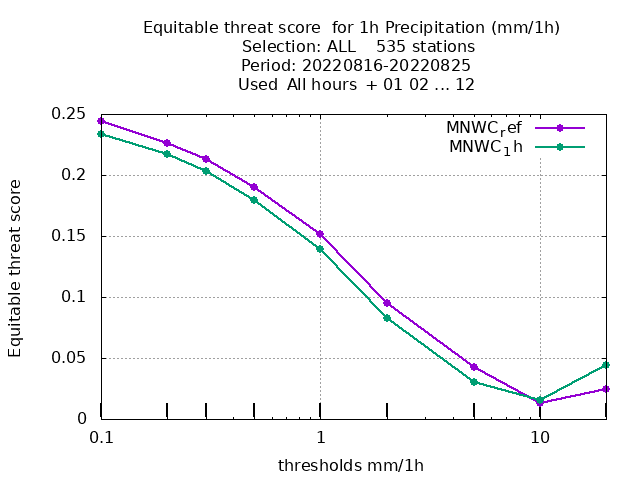 Equitable threat score  for 1h Precipitation (mm/1h)
Selection: ALL    535 stations
Period: 20220816-20220825
Used  All hours  + 01 02 ... 12
0.25
MNWCref
MNWC1h
0.2
0.15
0.1
0.05
0
Equitable threat score
0.1
1
10
thresholds mm/1h